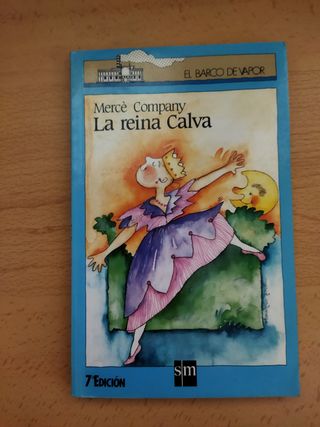 EL BARCO DE VAPOR
Mercè Company
La reina Calva
sm
7ª EDICIÓN